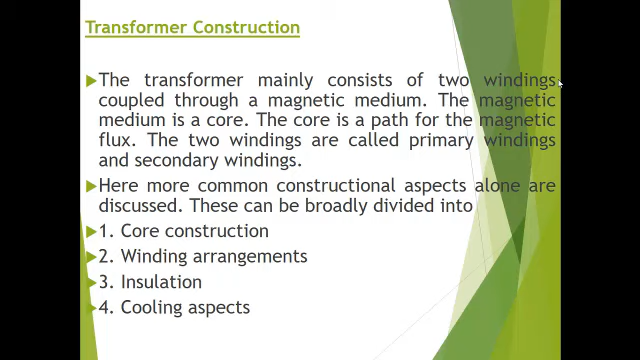 Transformer Construction
The transformer mainly consists of two windings
coupled through a magnetic medium. The magnetic
medium is a core. The core is a path for the magnetic
flux. The two windings are called primary windings
and secondary windings.
Here more common constructional aspects alone are
discussed. These can be broadly divided into
1. Core construction
2. Winding arrangements
3. Insulation
4. Cooling aspects